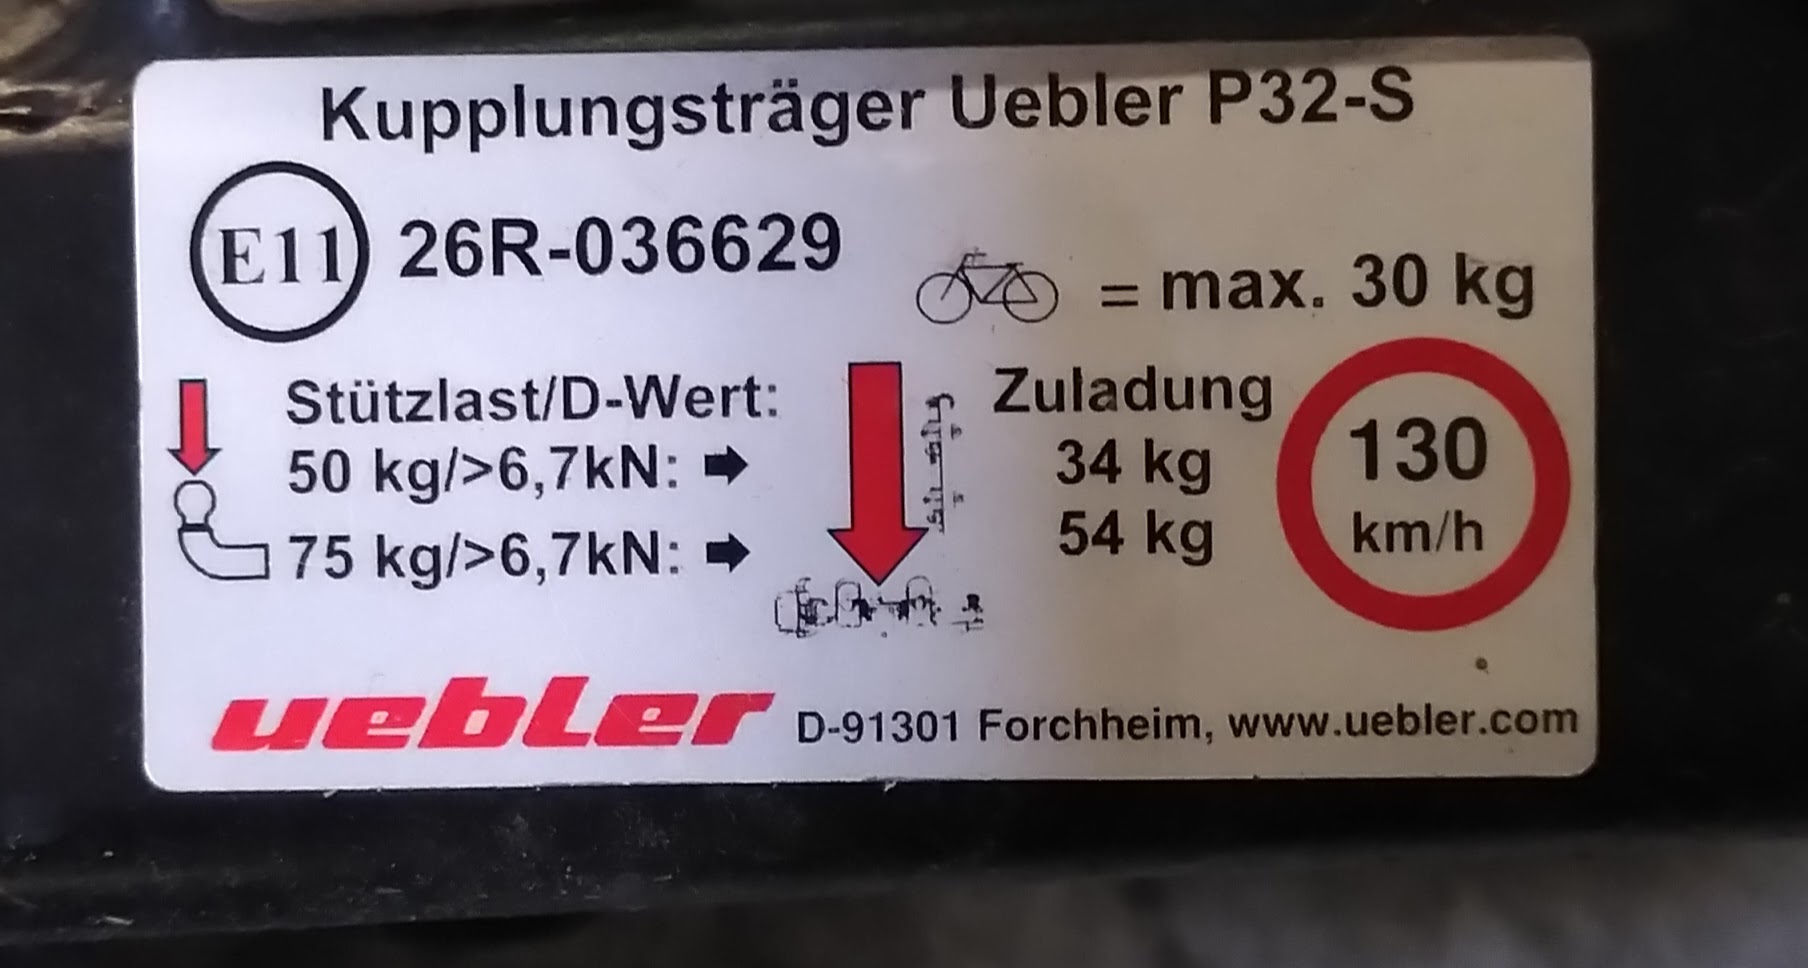 Kupplungsträger Uebler P32-S
E11 26R-036629
= max. 30 kg
Stützlast/D-Wert:
50 kg/>6,7kN:
75 kg/>6,7kN:
Zuladung
34 kg
54 kg
130
km/h
uebler D-91301 Forchheim, www.uebler.com